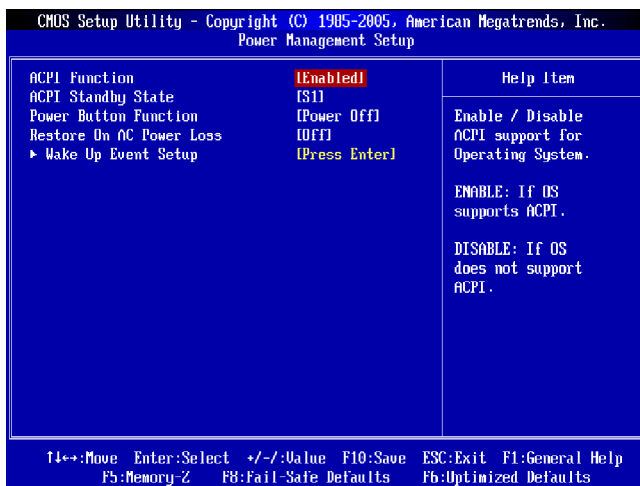 CMOS Setup Utility - Copyright (C) 1985-2005, American Megatrends, Inc.
Power Management Setup
ACPI Function [Enabled]
ACPI Standby State [S1]
Power Button Function [Power Off]
Restore On AC Power Loss [Off]
► Wake Up Event Setup [Press Enter]
Help Item
Enable / Disable
ACPI support for
Operating System.
ENABLE: If OS
supports ACPI.
DISABLE: If OS
does not support
ACPI.
↑↓←→:Move Enter:Select +/-/:Value F10:Save ESC:Exit F1:General Help
F5:Memory-Z F8:Fail-Safe Defaults F6:Optimized Defaults